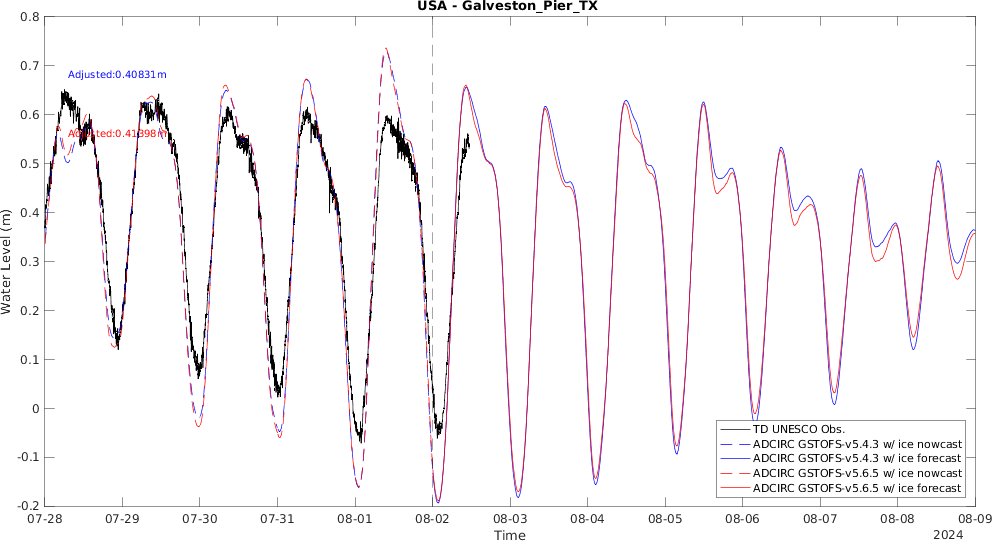 USA - Galveston_Pier_TX
0.8
0.7
0.6
0.5
0.4
0.3
0.2
0.1
0
-0.1
-0.2
Water Level (m)
Adjusted:0.40831m
Adjusted:0.41398m
TD UNESCO Obs.
ADCIRC GSTOFS-v5.4.3 w/ ice nowcast
ADCIRC GSTOFS-v5.4.3 w/ ice forecast
ADCIRC GSTOFS-v5.6.5 w/ ice nowcast
ADCIRC GSTOFS-v5.6.5 w/ ice forecast
07-28 07-29 07-30 07-31 08-01 08-02 08-03 08-04 08-05 08-06 08-07 08-08 08-09
Time
2024